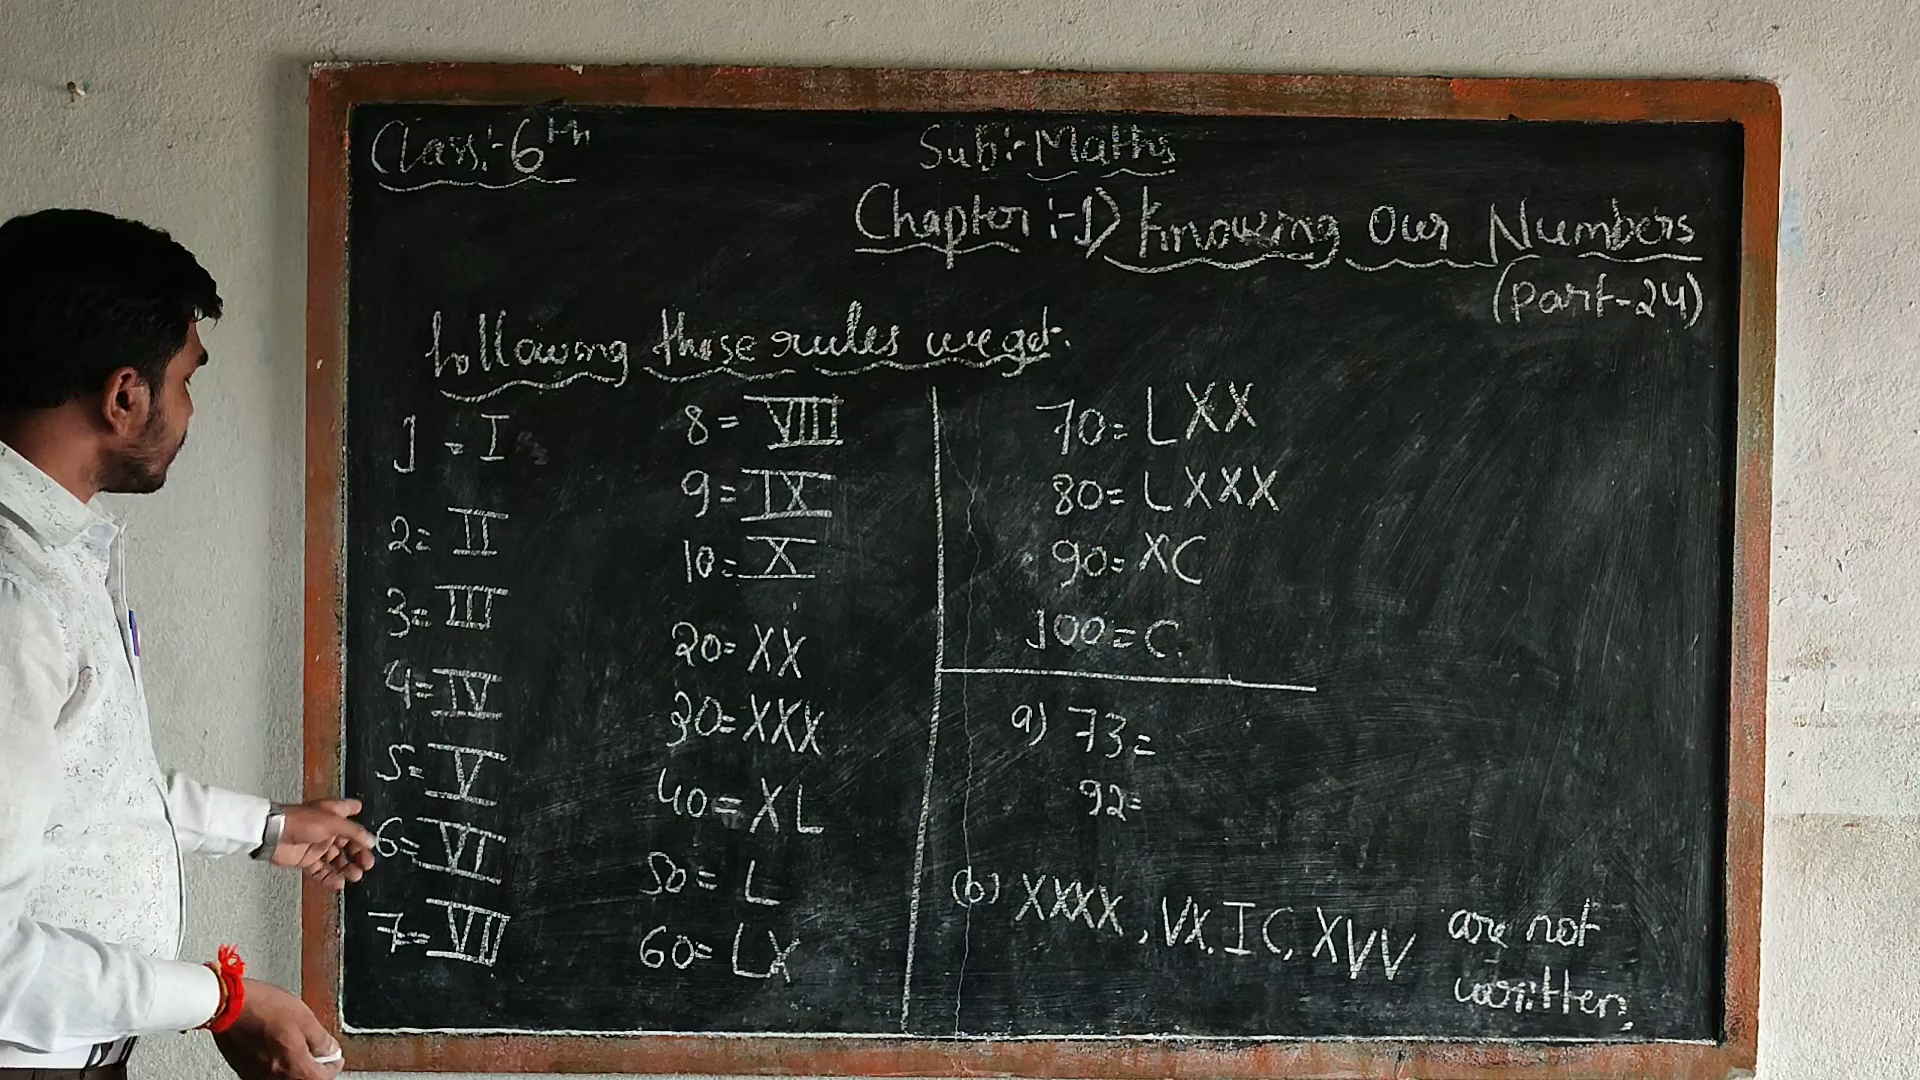 Class:-6th
Sub:-Maths
Chapter:-1) Knowing Our Numbers
(part-24)
following these rules we get.
1 = I
2= II
3= III
4= IV
5= V
6= VI
7= VII
8= VIII
9= IX
10= X
20= XX
30= XXX
40= XL
50= L
60= LX
70= LXX
80= LXXX
90= XC
100= C.
a) 73=
92=
(b) XXXX, VX, IC, XVV are not
written.